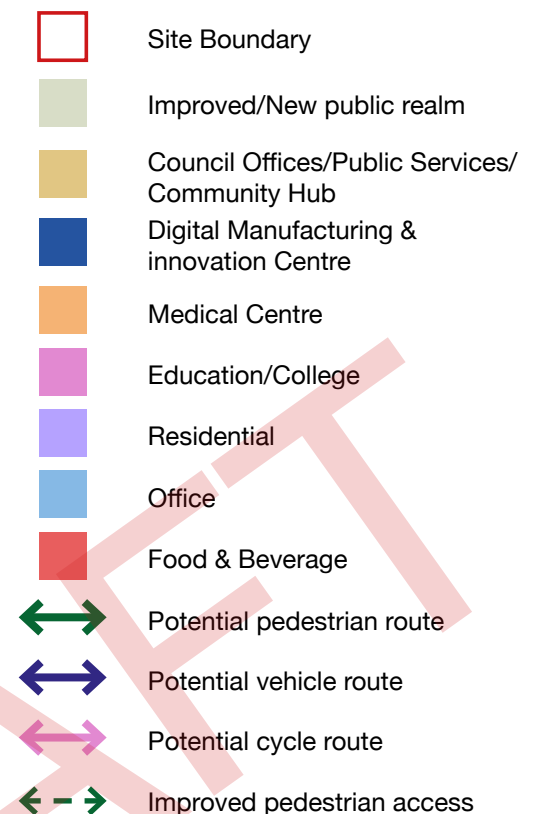 Site Boundary
Improved/New public realm
Council Offices/Public Services/
Community Hub
Digital Manufacturing &
innovation Centre
Medical Centre
Education/College
Residential
Office
Food & Beverage
Potential pedestrian route
Potential vehicle route
Potential cycle route
Improved pedestrian access